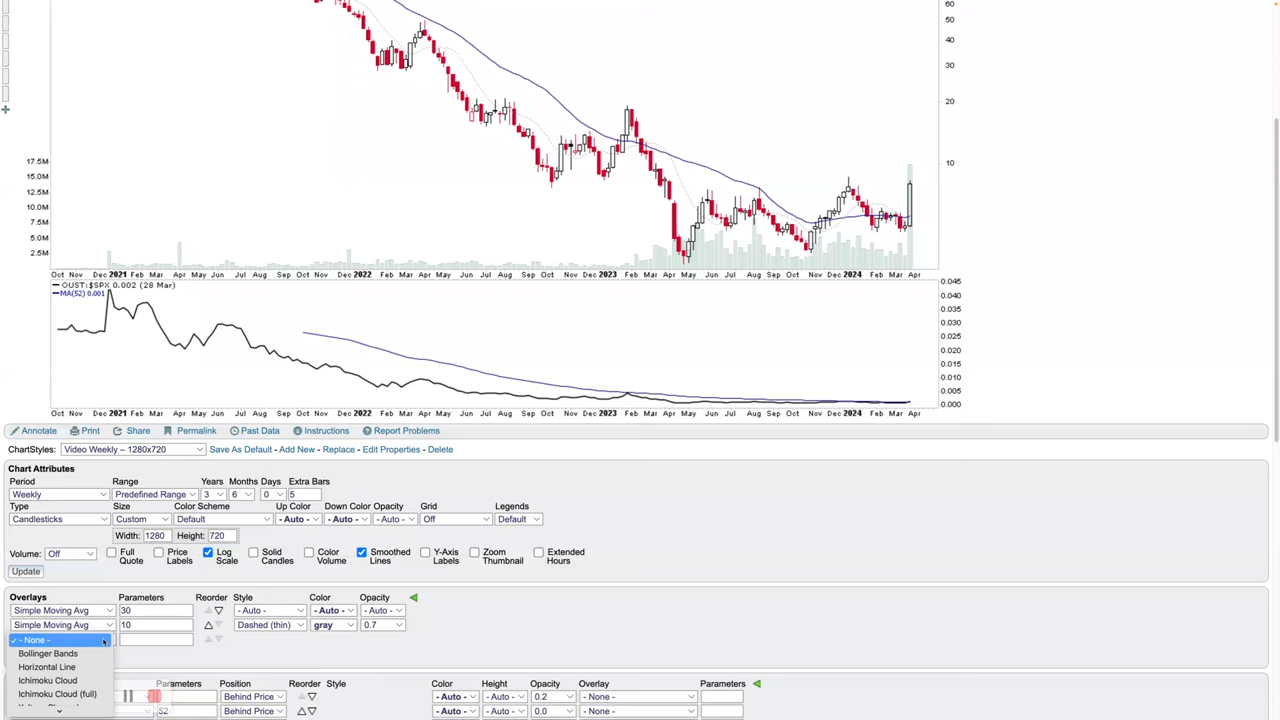 60
50
40
30
20
17.5M
15.0M
12.5M
10.0M
7.5M
5.0M
2.5M
10
Oct Nov Dec 2021 Feb Mar Apr May Jun Jul Aug Sep Oct Nov Dec 2022 Feb Mar Apr May Jun Jul Aug Sep Oct Nov Dec 2023 Feb Mar Apr May Jun Jul Aug Sep Oct Nov Dec 2024 Feb Mar Apr
OUST:$SPX 0.002 (28 Mar)
MA(52) 0.001
0.045
0.040
0.035
0.030
0.025
0.020
0.015
0.010
0.005
0.000
Oct Nov Dec 2021 Feb Mar Apr May Jun Jul Aug Sep Oct Nov Dec 2022 Feb Mar Apr May Jun Jul Aug Sep Oct Nov Dec 2023 Feb Mar Apr May Jun Jul Aug Sep Oct Nov Dec 2024 Feb Mar Apr
Annotate Print Share Permalink Past Data Instructions Report Problems
ChartStyles: Video Weekly – 1280x720 Save As Default - Add New - Replace - Edit Properties - Delete
Chart Attributes
Period Range Years Months Days Extra Bars
Weekly Predefined Range 3 6 0 5
Type Size Color Scheme Up Color Down Color Opacity Grid Legends
Candlesticks Custom Default - Auto - - Auto - - Auto - Off Default
Width: 1280 Height: 720
Volume: Off Full Quote Price Labels Log Scale Solid Candles Color Volume Smoothed Lines Y-Axis Labels Zoom Thumbnail Extended Hours
Update
Overlays Parameters Reorder Style Color Opacity
Simple Moving Avg 30 - Auto - - Auto - - Auto -
Simple Moving Avg 10 Dashed (thin) gray 0.7
- None -
Bollinger Bands
Horizontal Line
Ichimoku Cloud
Ichimoku Cloud (full)
Parameters Position Reorder Style Color Height Opacity Overlay Parameters
Behind Price - Auto - - Auto - 0.2 - None -
52 Behind Price - Auto - - Auto - 0.0 - None -